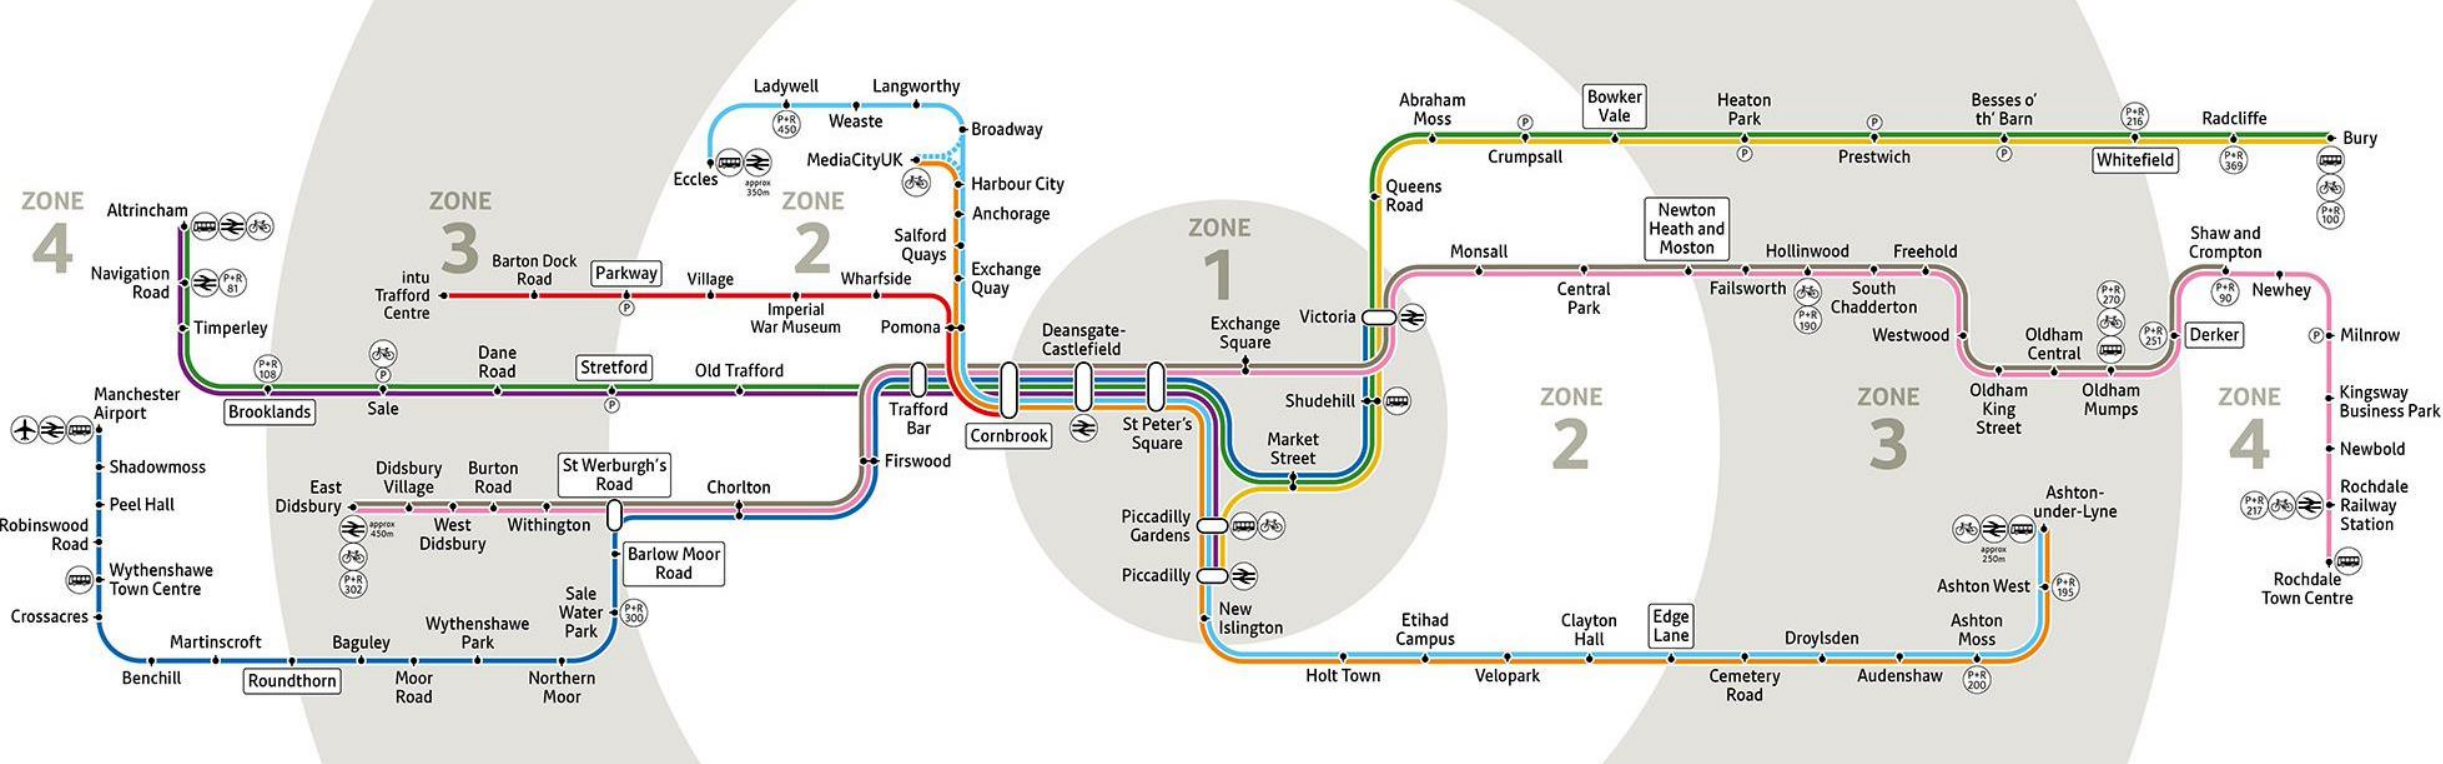 ZONE
4
ZONE
3
ZONE
2
ZONE
1
ZONE
2
ZONE
3
ZONE
4
Altrincham
Navigation
Road
P+R
81
Timperley
P+R
108
Brooklands
P
Sale
Dane
Road
Stretford
P
Old Trafford
Trafford
Bar
intu
Trafford
Centre
Barton Dock
Road
Parkway
P
Village
Imperial
War Museum
Wharfside
Pomona
Eccles
approx
350m
Ladywell
P+R
450
Weaste
Langworthy
Broadway
MediaCityUK
Harbour City
Anchorage
Salford
Quays
Exchange
Quay
Cornbrook
Deansgate-
Castlefield
St Peter's
Square
Exchange
Square
Victoria
Shudehill
Market
Street
Piccadilly
Gardens
Piccadilly
New
Islington
Manchester
Airport
Shadowmoss
Peel Hall
Robinswood
Road
Wythenshawe
Town Centre
Crossacres
Benchill
Martinscroft
Roundthorn
Baguley
Moor
Road
Wythenshawe
Park
Northern
Moor
Sale
Water
Park
P+R
300
Barlow Moor
Road
St Werburgh's
Road
East
Didsbury
approx
450m
P+R
302
Didsbury
Village
West
Didsbury
Burton
Road
Withington
Chorlton
Firswood
Queens
Road
Abraham
Moss
P
Crumpsall
Bowker
Vale
Heaton
Park
P
P
Prestwich
Besses o'
th' Barn
P
P+R
216
Whitefield
Radcliffe
P+R
369
Bury
P+R
100
Monsall
Central
Park
Newton
Heath and
Moston
Failsworth
Hollinwood
P+R
190
South
Chadderton
Freehold
Westwood
Oldham
King
Street
Oldham
Central
P+R
270
Oldham
Mumps
P+R
251
Derker
Shaw and
Crompton
P+R
90
Newhey
P
Milnrow
Kingsway
Business Park
Newbold
P+R
217
Rochdale
Railway
Station
Rochdale
Town Centre
Holt Town
Etihad
Campus
Velopark
Clayton
Hall
Edge
Lane
Cemetery
Road
Droylsden
Audenshaw
Ashton
Moss
P+R
200
Ashton West
P+R
195
Ashton-
under-Lyne
approx
250m